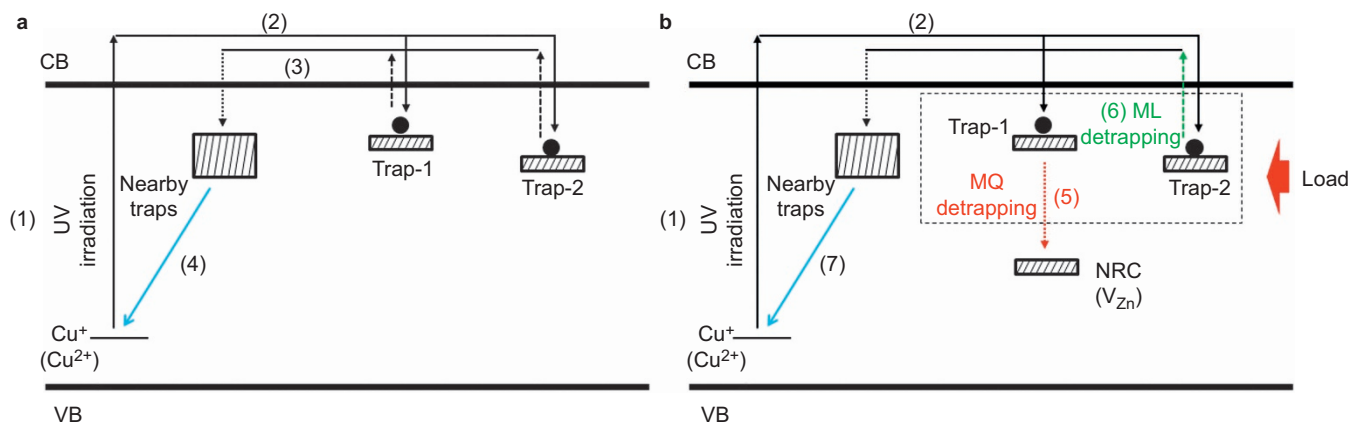 a
(2)
CB
(3)
Trap-1
Trap-2
Nearby
traps
(1)
UV
irradiation
(4)
Cu⁺
(Cu²⁺)
VB
b
(2)
CB
(6) ML
detrapping
Trap-1
Trap-2
Nearby
traps
MQ
detrapping
(5)
Load
(1)
UV
irradiation
(7)
NRC
(V_Zn)
Cu⁺
(Cu²⁺)
VB